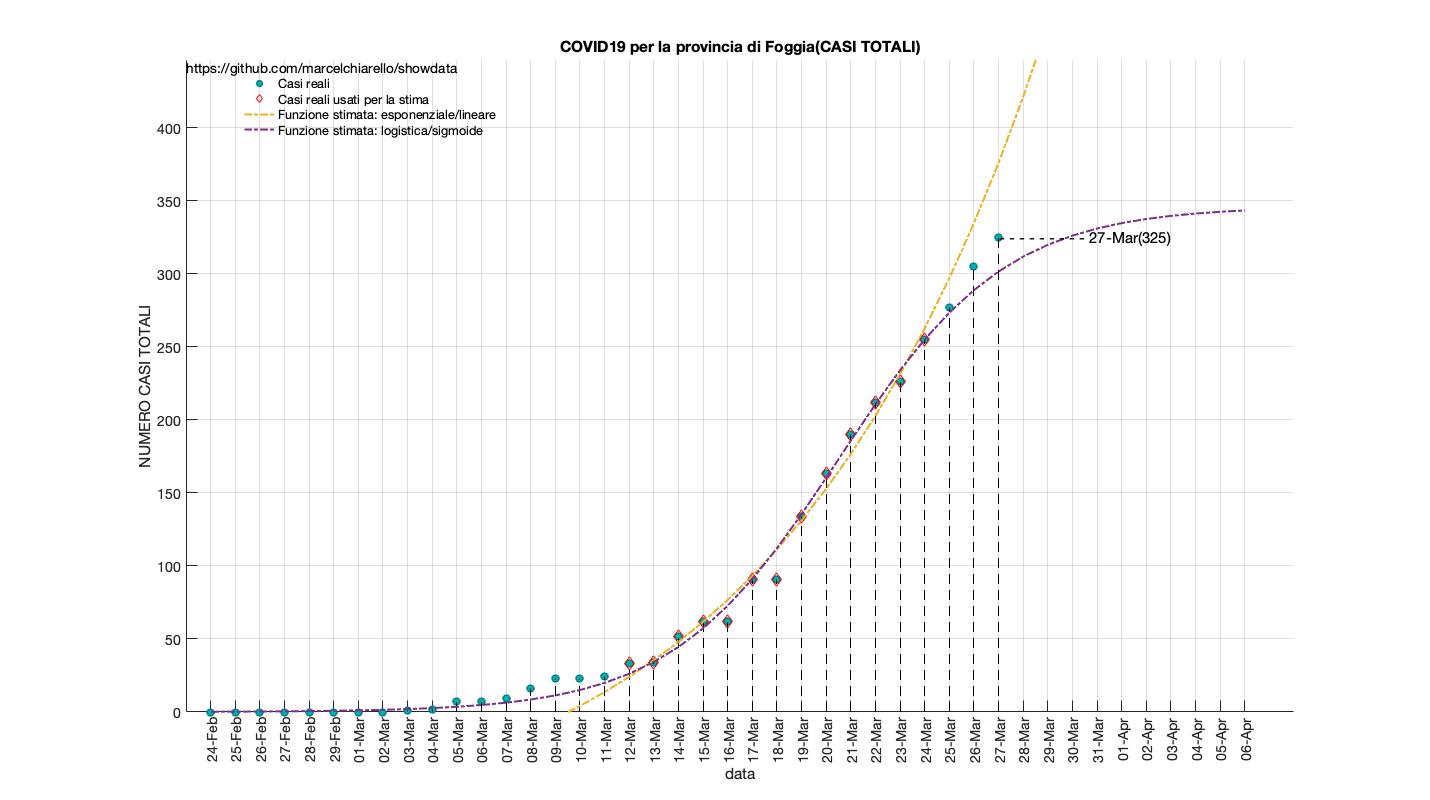 COVID19 per la provincia di Foggia(CASI TOTALI)
https://github.com/marcelchiarello/showdata
Casi reali
Casi reali usati per la stima
Funzione stimata: esponenziale/lineare
Funzione stimata: logistica/sigmoide
NUMERO CASI TOTALI
400
350
300
250
200
150
100
50
0
27-Mar(325)
24-Feb
25-Feb
26-Feb
27-Feb
28-Feb
29-Feb
01-Mar
02-Mar
03-Mar
04-Mar
05-Mar
06-Mar
07-Mar
08-Mar
09-Mar
10-Mar
11-Mar
12-Mar
13-Mar
14-Mar
15-Mar
16-Mar
17-Mar
18-Mar
19-Mar
20-Mar
21-Mar
22-Mar
23-Mar
24-Mar
25-Mar
26-Mar
27-Mar
28-Mar
29-Mar
30-Mar
31-Mar
01-Apr
02-Apr
03-Apr
04-Apr
05-Apr
06-Apr
data